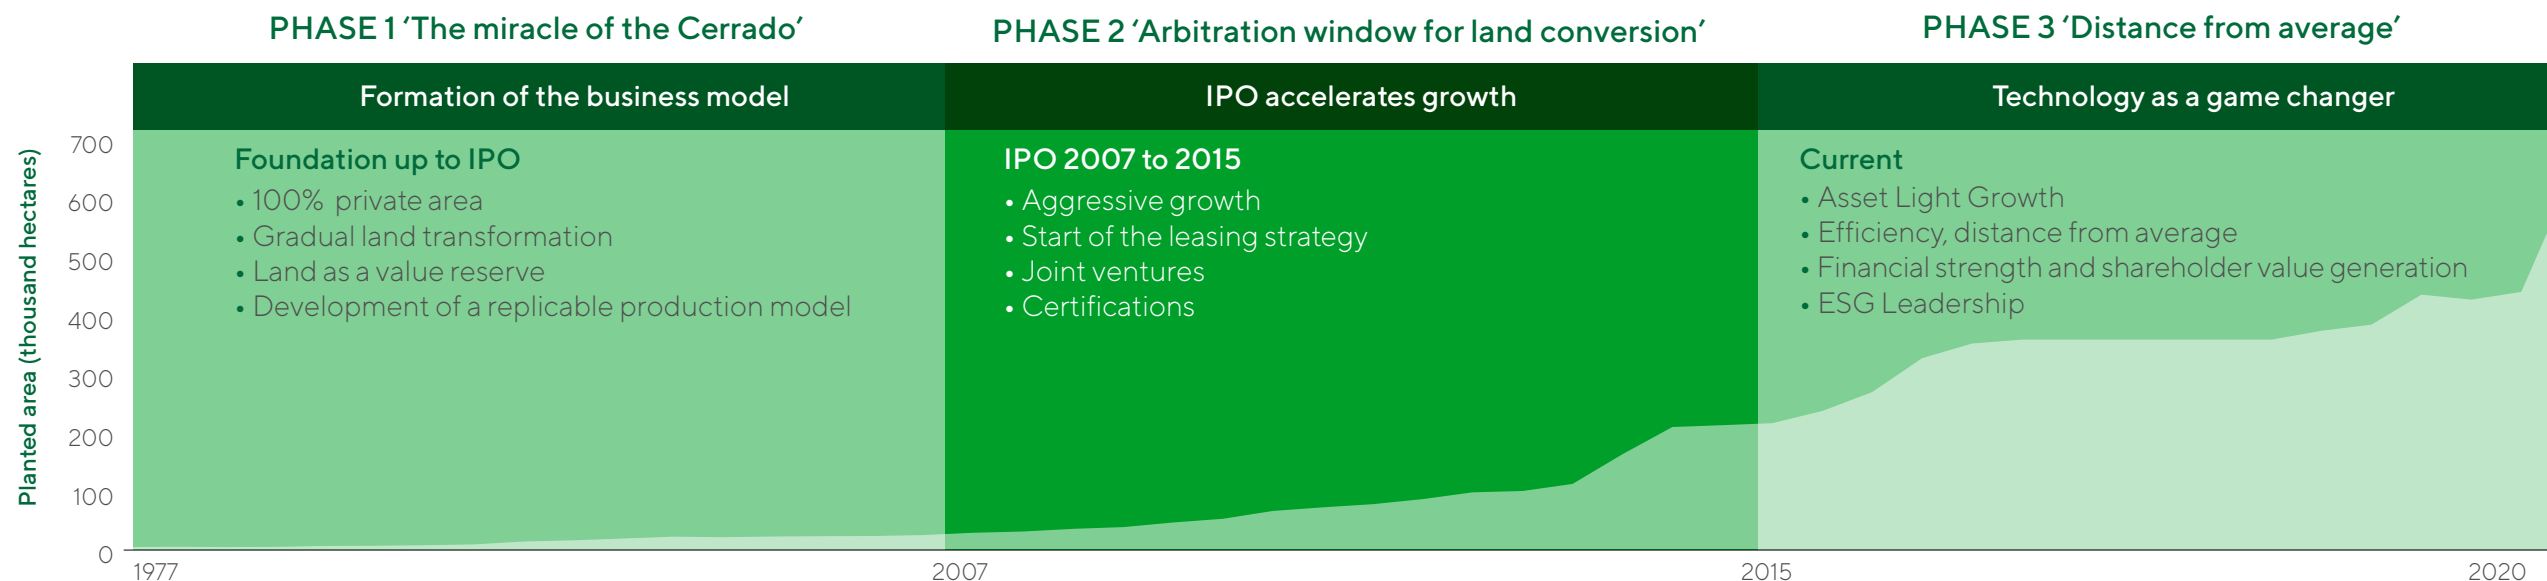 PHASE 1 ‘The miracle of the Cerrado’
PHASE 2 ‘Arbitration window for land conversion’
PHASE 3 ‘Distance from average’
Formation of the business model
IPO accelerates growth
Technology as a game changer
Planted area (thousand hectares)
700
600
500
400
300
200
100
0
Foundation up to IPO
• 100% private area
• Gradual land transformation
• Land as a value reserve
• Development of a replicable production model
IPO 2007 to 2015
• Aggressive growth
• Start of the leasing strategy
• Joint ventures
• Certifications
Current
• Asset Light Growth
• Efficiency, distance from average
• Financial strength and shareholder value generation
• ESG Leadership
1977
2007
2015
2020